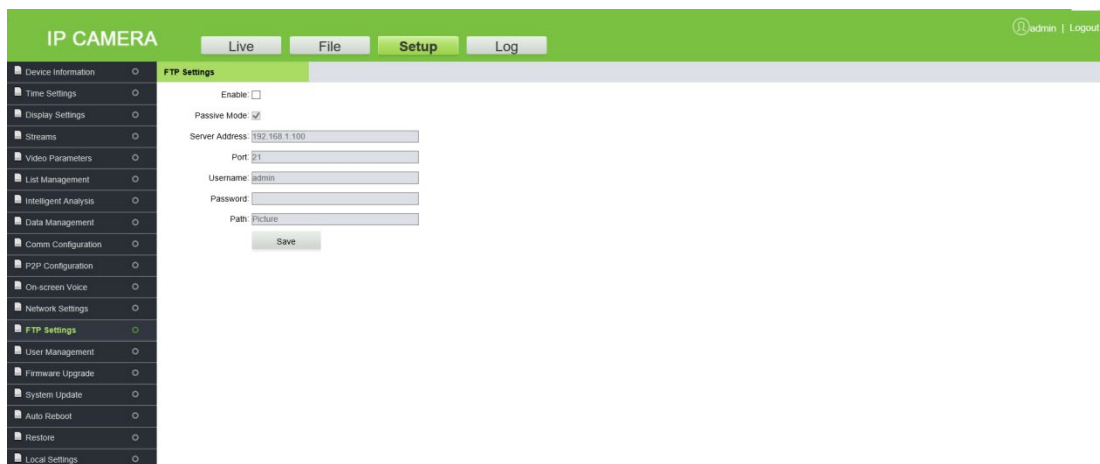 IP CAMERA
Live
File
Setup
Log
admin | Logout
Device Information
Time Settings
Display Settings
Streams
Video Parameters
List Management
Intelligent Analysis
Data Management
Comm Configuration
P2P Configuration
On-screen Voice
Network Settings
FTP Settings
User Management
Firmware Upgrade
System Update
Auto Reboot
Restore
Local Settings
FTP Settings
Enable:
Passive Mode:
Server Address: 192.168.1.100
Port: 21
Username: admin
Password:
Path: Picture
Save